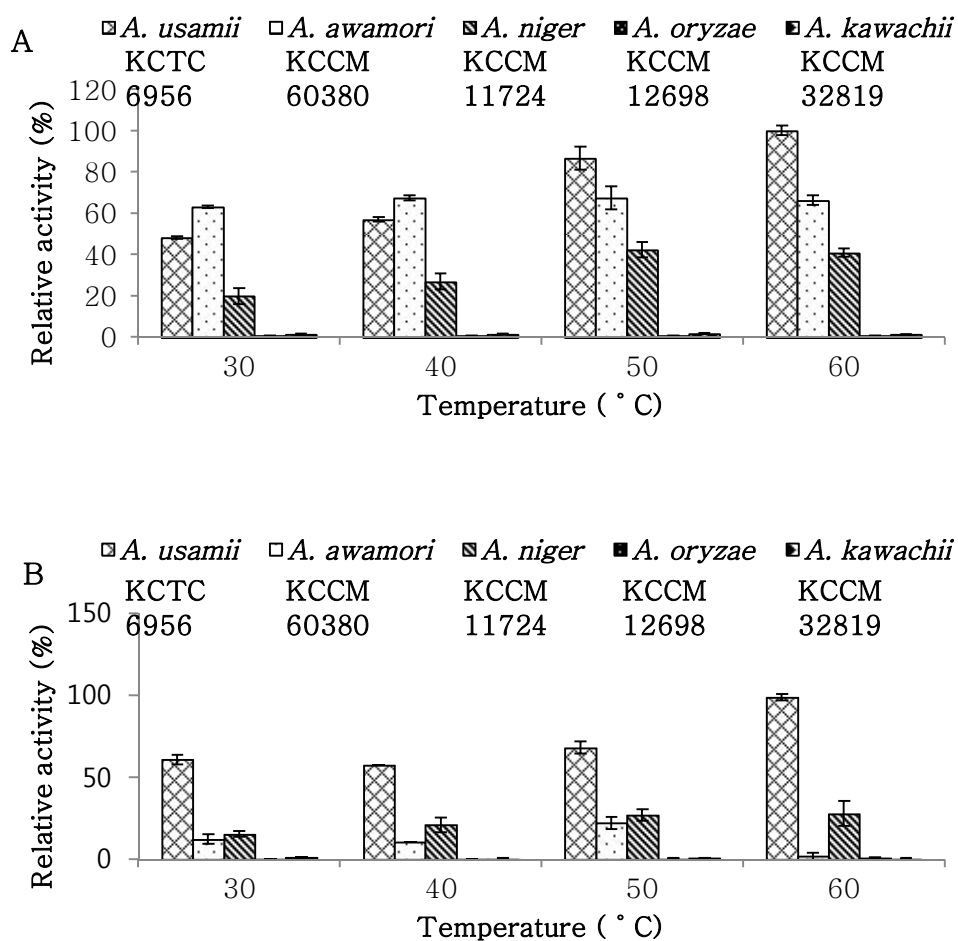 A
A. usamii A. awamori A. niger A. oryzae A. kawachii
KCTC KCCM KCCM KCCM KCCM
6956 60380 11724 12698 32819
Relative activity (%)
120
100
80
60
40
20
0
30 40 50 60
Temperature ( ˚ C)
B
A. usamii A. awamori A. niger A. oryzae A. kawachii
KCTC KCCM KCCM KCCM KCCM
6956 60380 11724 12698 32819
Relative activity (%)
150
100
50
0
30 40 50 60
Temperature ( ˚ C)